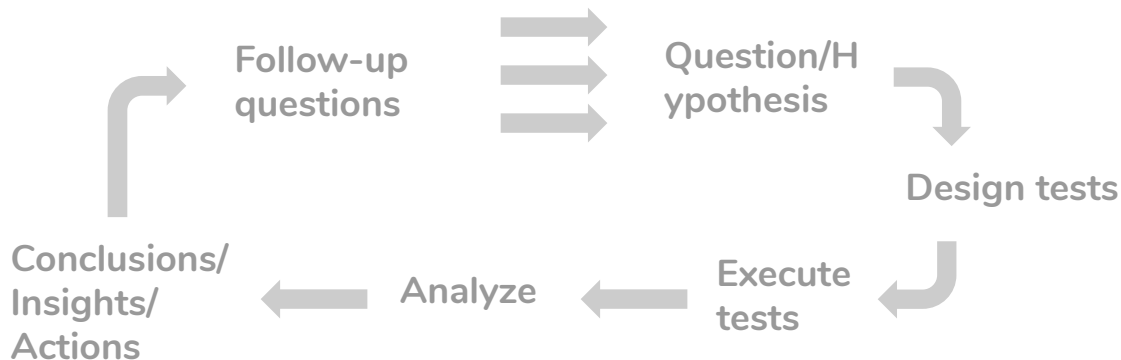 Follow-up
questions
Question/H
ypothesis
Design tests
Execute
tests
Analyze
Conclusions/
Insights/
Actions